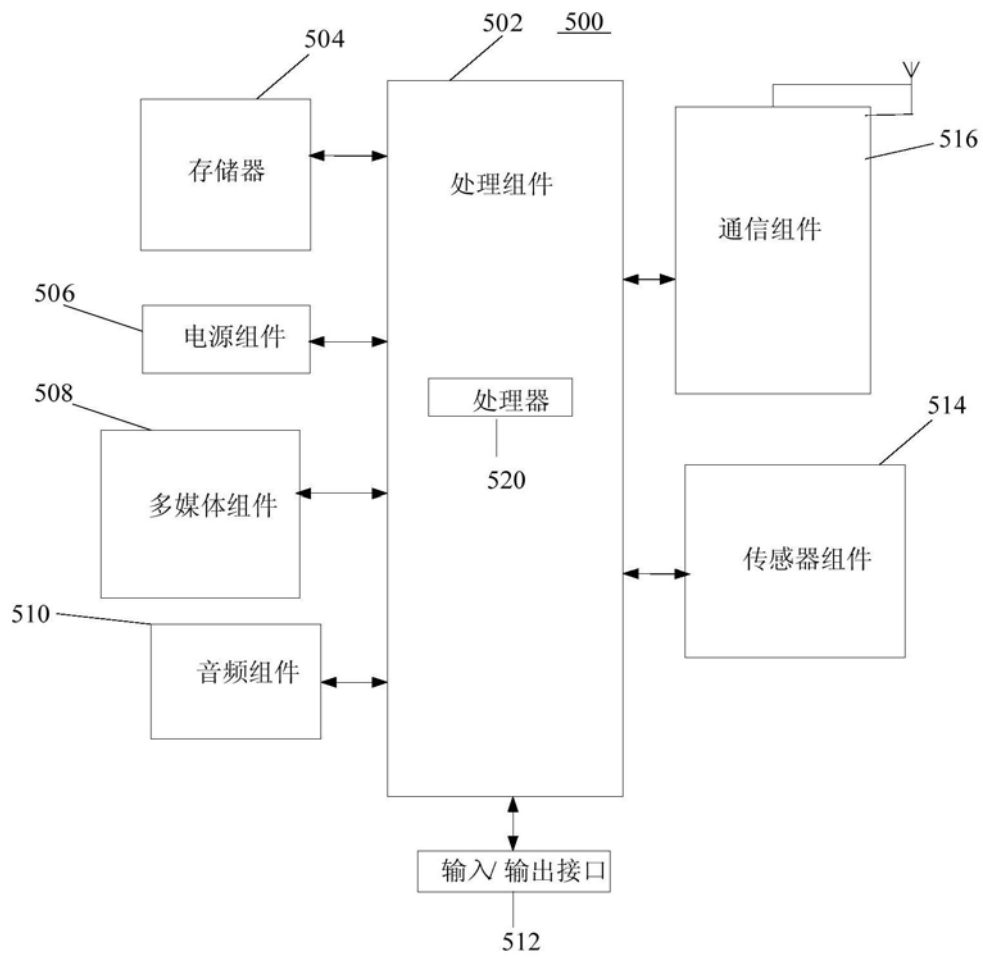 504
502
500
516
存储器
处理组件
通信组件
506
电源组件
508
处理器
514
520
多媒体组件
传感器组件
510
音频组件
输入/输出接口
512